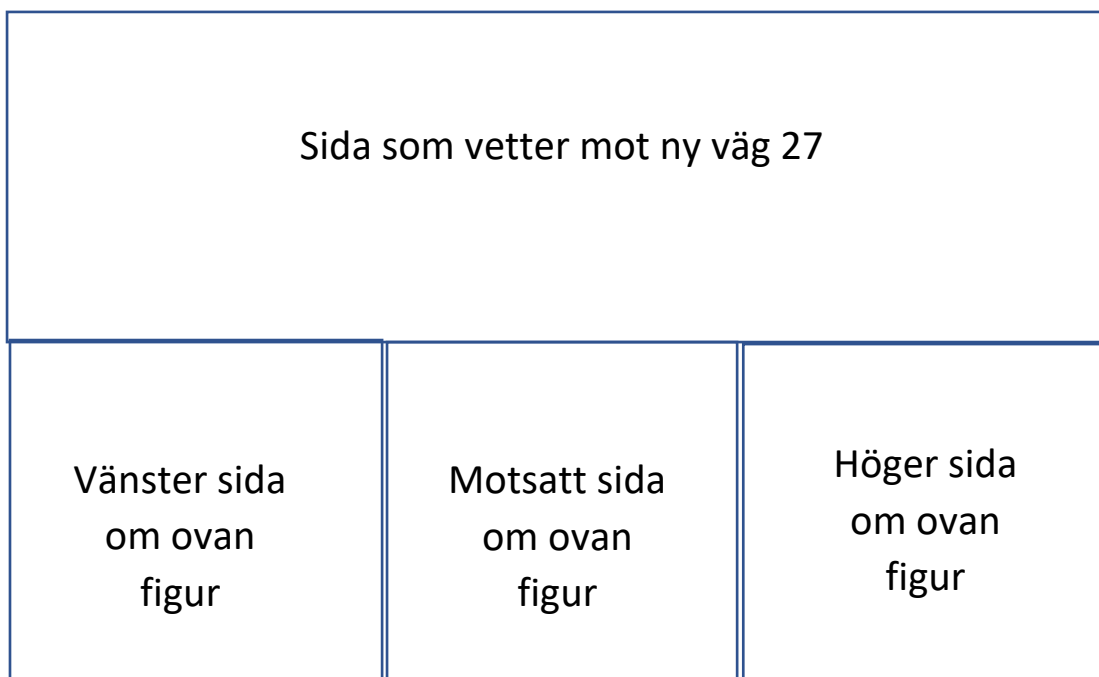 Sida som vetter mot ny väg 27
Vänster sida
om ovan
figur
Motsatt sida
om ovan
figur
Höger sida
om ovan
figur